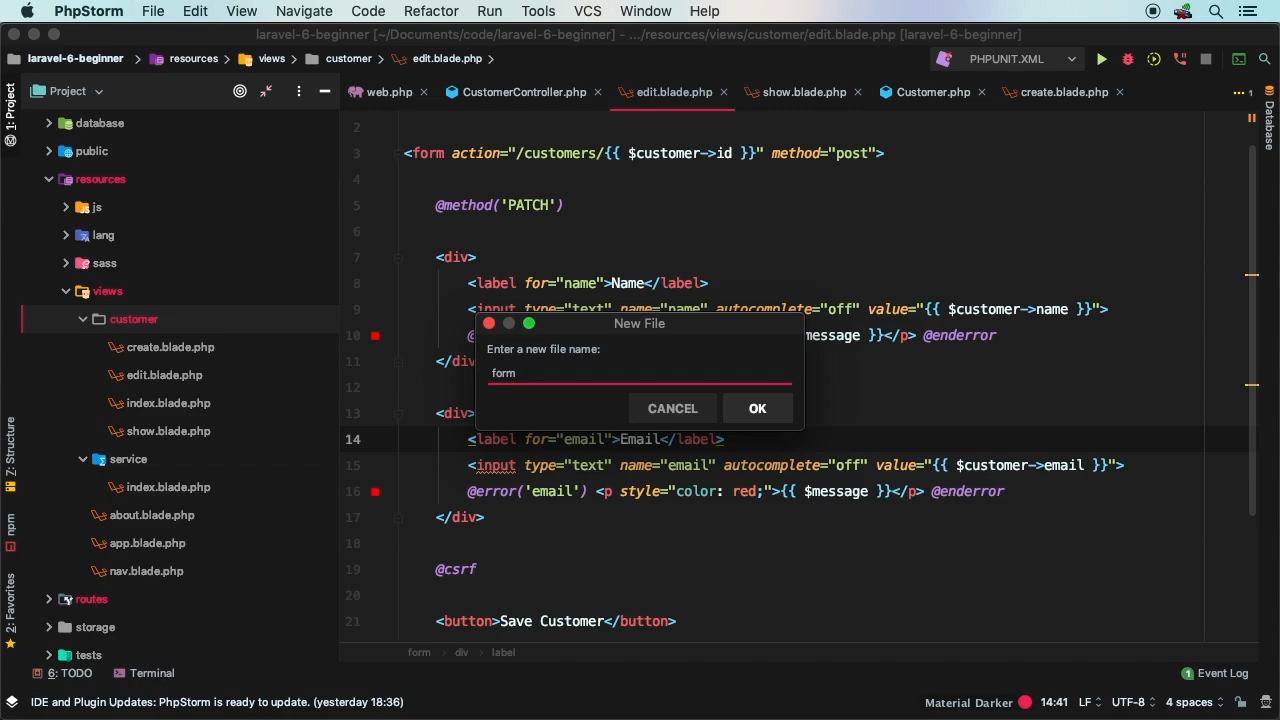 PhpStorm File Edit View Navigate Code Refactor Run Tools VCS Window Help
laravel-6-beginner [~/Documents/code/laravel-6-beginner] - .../resources/views/customer/edit.blade.php [laravel-6-beginner]
laravel-6-beginner resources views customer edit.blade.php PHPUNIT.XML
1: Project
Project
web.php CustomerController.php edit.blade.php show.blade.php Customer.php create.blade.php 1
Database
database
public
resources
js
lang
sass
views
customer
create.blade.php
edit.blade.php
index.blade.php
show.blade.php
service
index.blade.php
about.blade.php
app.blade.php
nav.blade.php
routes
storage
tests
Z: Structure
npm
2: Favorites
2
3 <form action="/customers/{{ $customer->id }}" method="post">
4
5 @method('PATCH')
6
7 <div>
8 <label for="name">Name</label>
9 <input type="text" name="name" autocomplete="off" value="{{ $customer->name }}">
10 @ message }}</p> @enderror
11 </div
12
13 <div>
14 <label for="email">Email</label>
15 <input type="text" name="email" autocomplete="off" value="{{ $customer->email }}">
16 @error('email') <p style="color: red;">{{ $message }}</p> @enderror
17 </div>
18
19 @csrf
20
21 <button>Save Customer</button>
New File
Enter a new file name:
form
CANCEL OK
form div label
6: TODO Terminal 1 Event Log
IDE and Plugin Updates: PhpStorm is ready to update. (yesterday 18:36) Material Darker 14:41 LF UTF-8 4 spaces